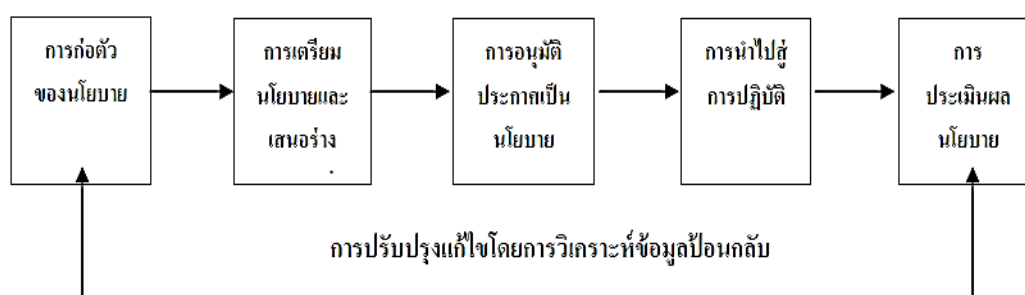 การก่อตัว
ของนโยบาย
การเตรียม
นโยบายและ
เสนอร่าง
.
การอนุมัติ
ประกาศเป็น
นโยบาย
การนำไปสู่
การปฏิบัติ
การ
ประเมินผล
นโยบาย
การปรับปรุงแก้ไขโดยการวิเคราะห์ข้อมูลป้อนกลับ